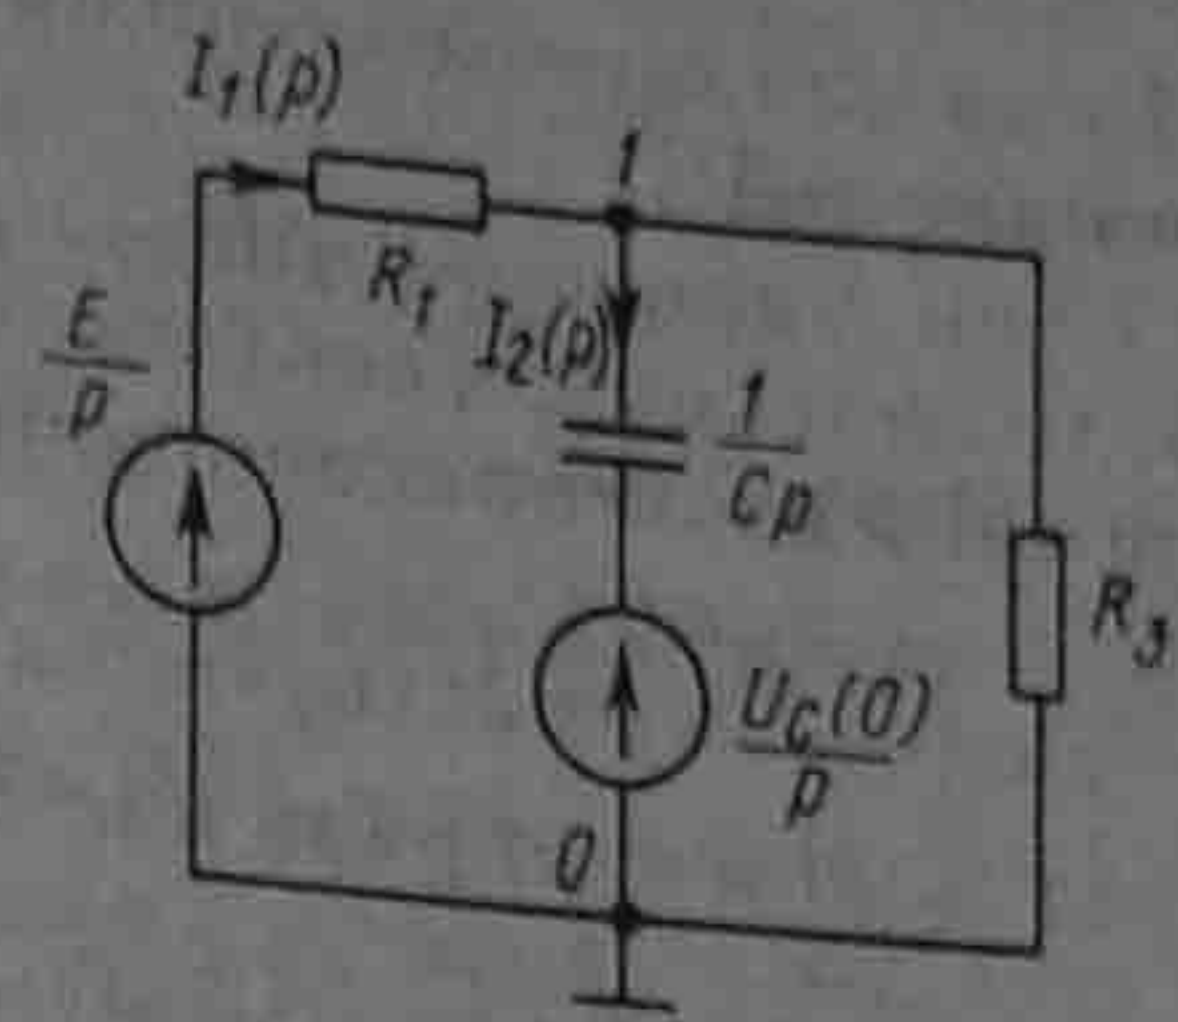 I₁(p)
1
R₁
E/p
I₂(p)
1/Cp
R₃
U_C(0)/p
0